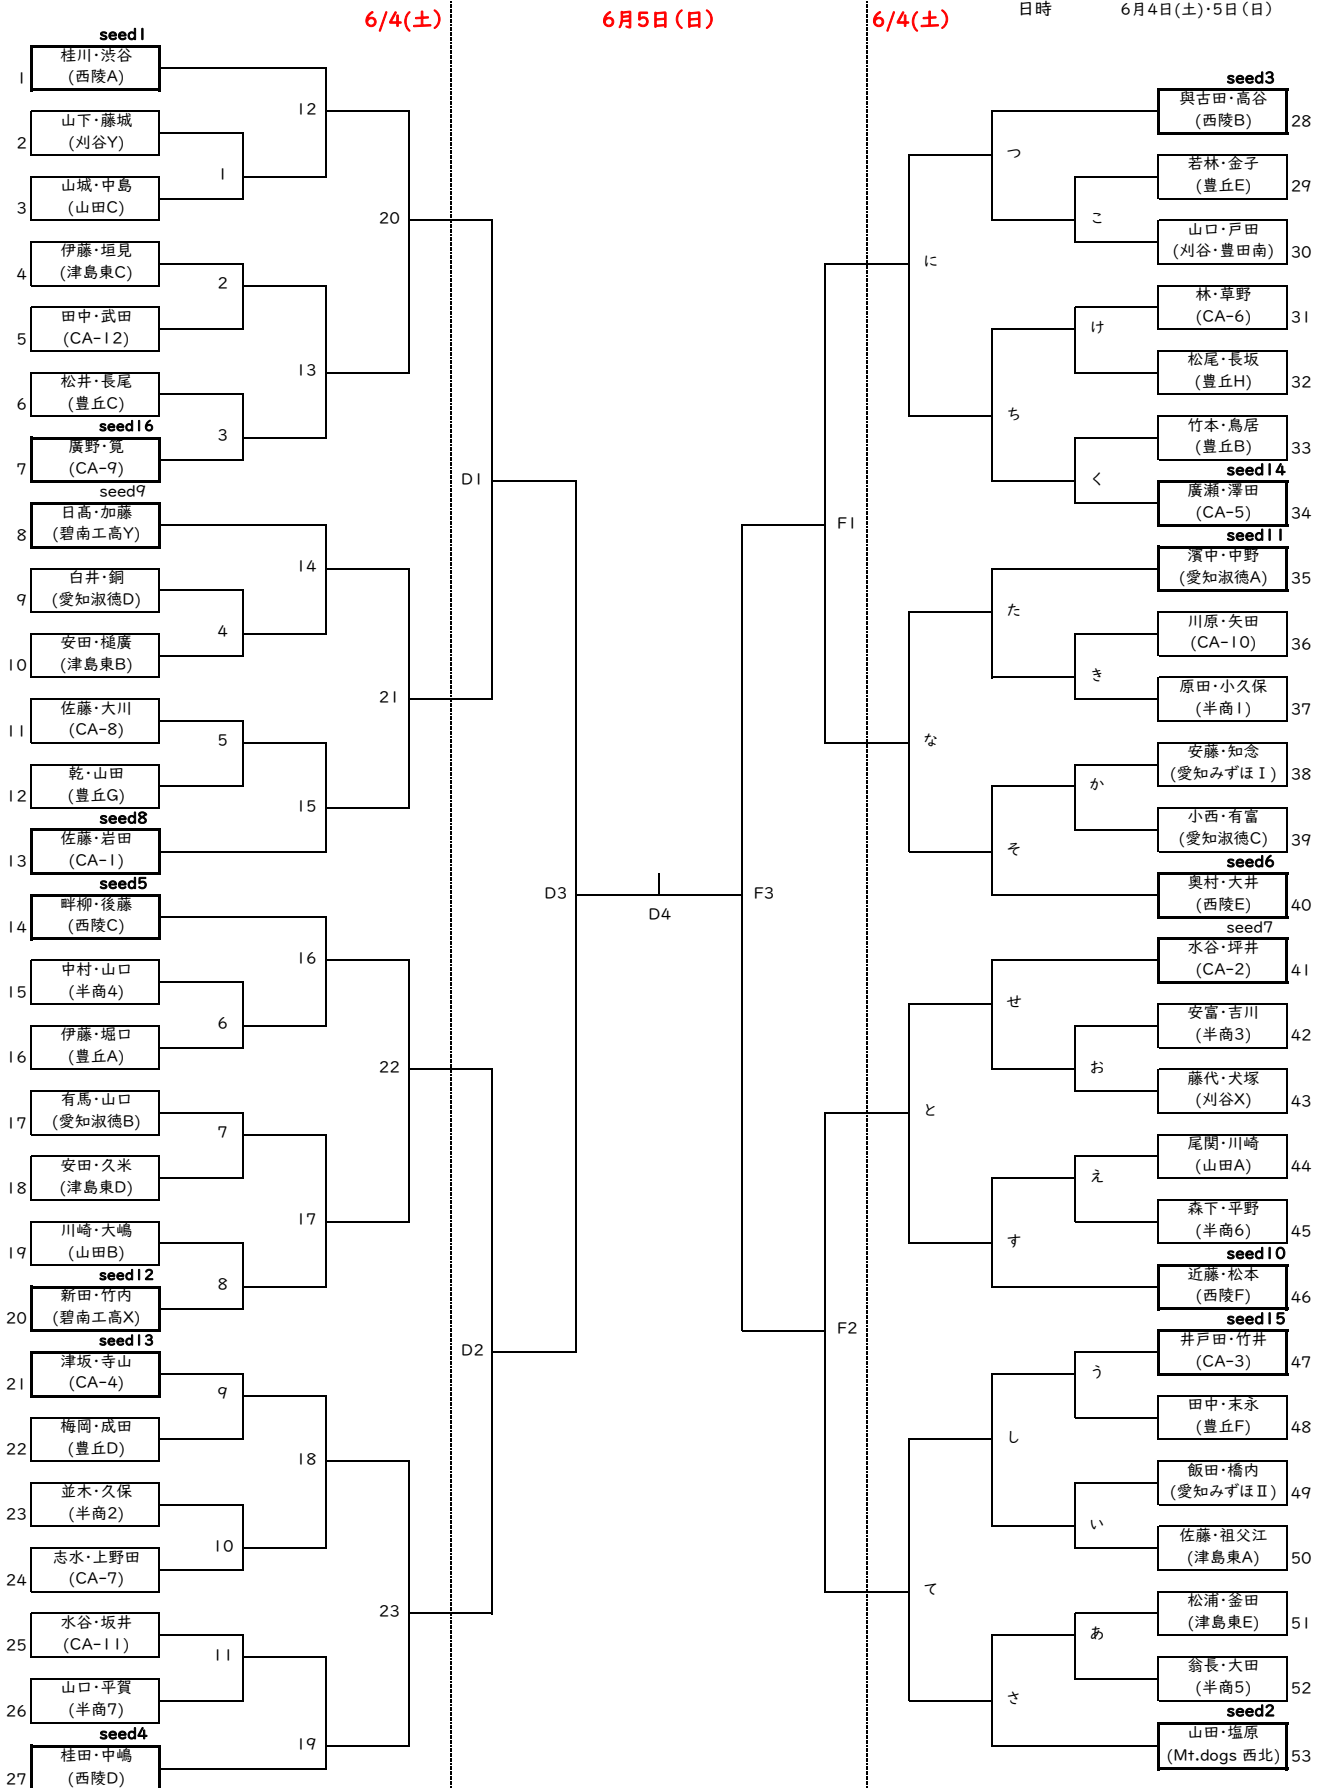 6/4(土)
6月5日(日)
6/4(土)
日時
6月4日(土)・5日(日)
seed1
1
桂川・渋谷
(西陵A)
2
山下・藤城
(刈谷Y)
3
山城・中島
(山田C)
4
伊藤・垣見
(津島東C)
5
田中・武田
(CA-12)
6
松井・長尾
(豊丘C)
seed16
7
廣野・筧
(CA-9)
seed9
8
日髙・加藤
(碧南工高Y)
9
白井・銅
(愛知淑徳D)
10
安田・槌廣
(津島東B)
11
佐藤・大川
(CA-8)
12
乾・山田
(豊丘G)
seed8
13
佐藤・岩田
(CA-1)
seed5
14
畔柳・後藤
(西陵C)
15
中村・山口
(半商4)
16
伊藤・堀口
(豊丘A)
17
有馬・山口
(愛知淑徳B)
18
安田・久米
(津島東D)
19
川崎・大嶋
(山田B)
seed12
20
新田・竹内
(碧南工高X)
seed13
21
津坂・寺山
(CA-4)
22
梅岡・成田
(豊丘D)
23
並木・久保
(半商2)
24
志水・上野田
(CA-7)
25
水谷・坂井
(CA-11)
26
山口・平賀
(半商7)
seed4
27
桂田・中嶋
(西陵D)
1
2
3
4
5
6
7
8
9
10
11
12
13
14
15
16
17
18
19
20
21
22
23
D1
D2
D3
D4
F3
F1
F2
に
な
と
て
つ
ち
た
そ
せ
す
し
さ
こ
け
く
き
か
お
え
う
い
あ
seed3
與古田・高谷
(西陵B)
28
若林・金子
(豊丘E)
29
山口・戸田
(刈谷・豊田南)
30
林・草野
(CA-6)
31
松尾・長坂
(豊丘H)
32
竹本・鳥居
(豊丘B)
33
seed14
廣瀬・澤田
(CA-5)
34
seed11
濱中・中野
(愛知淑徳A)
35
川原・矢田
(CA-10)
36
原田・小久保
(半商1)
37
安藤・知念
(愛知みずほⅠ)
38
小西・有富
(愛知淑徳C)
39
seed6
奥村・大井
(西陵E)
40
seed7
水谷・坪井
(CA-2)
41
安富・吉川
(半商3)
42
藤代・犬塚
(刈谷X)
43
尾関・川崎
(山田A)
44
森下・平野
(半商6)
45
seed10
近藤・松本
(西陵F)
46
seed15
井戸田・竹井
(CA-3)
47
田中・末永
(豊丘F)
48
飯田・橋内
(愛知みずほⅡ)
49
佐藤・祖父江
(津島東A)
50
松浦・釜田
(津島東E)
51
翁長・大田
(半商5)
52
seed2
山田・塩原
(Mt.dogs 西北)
53